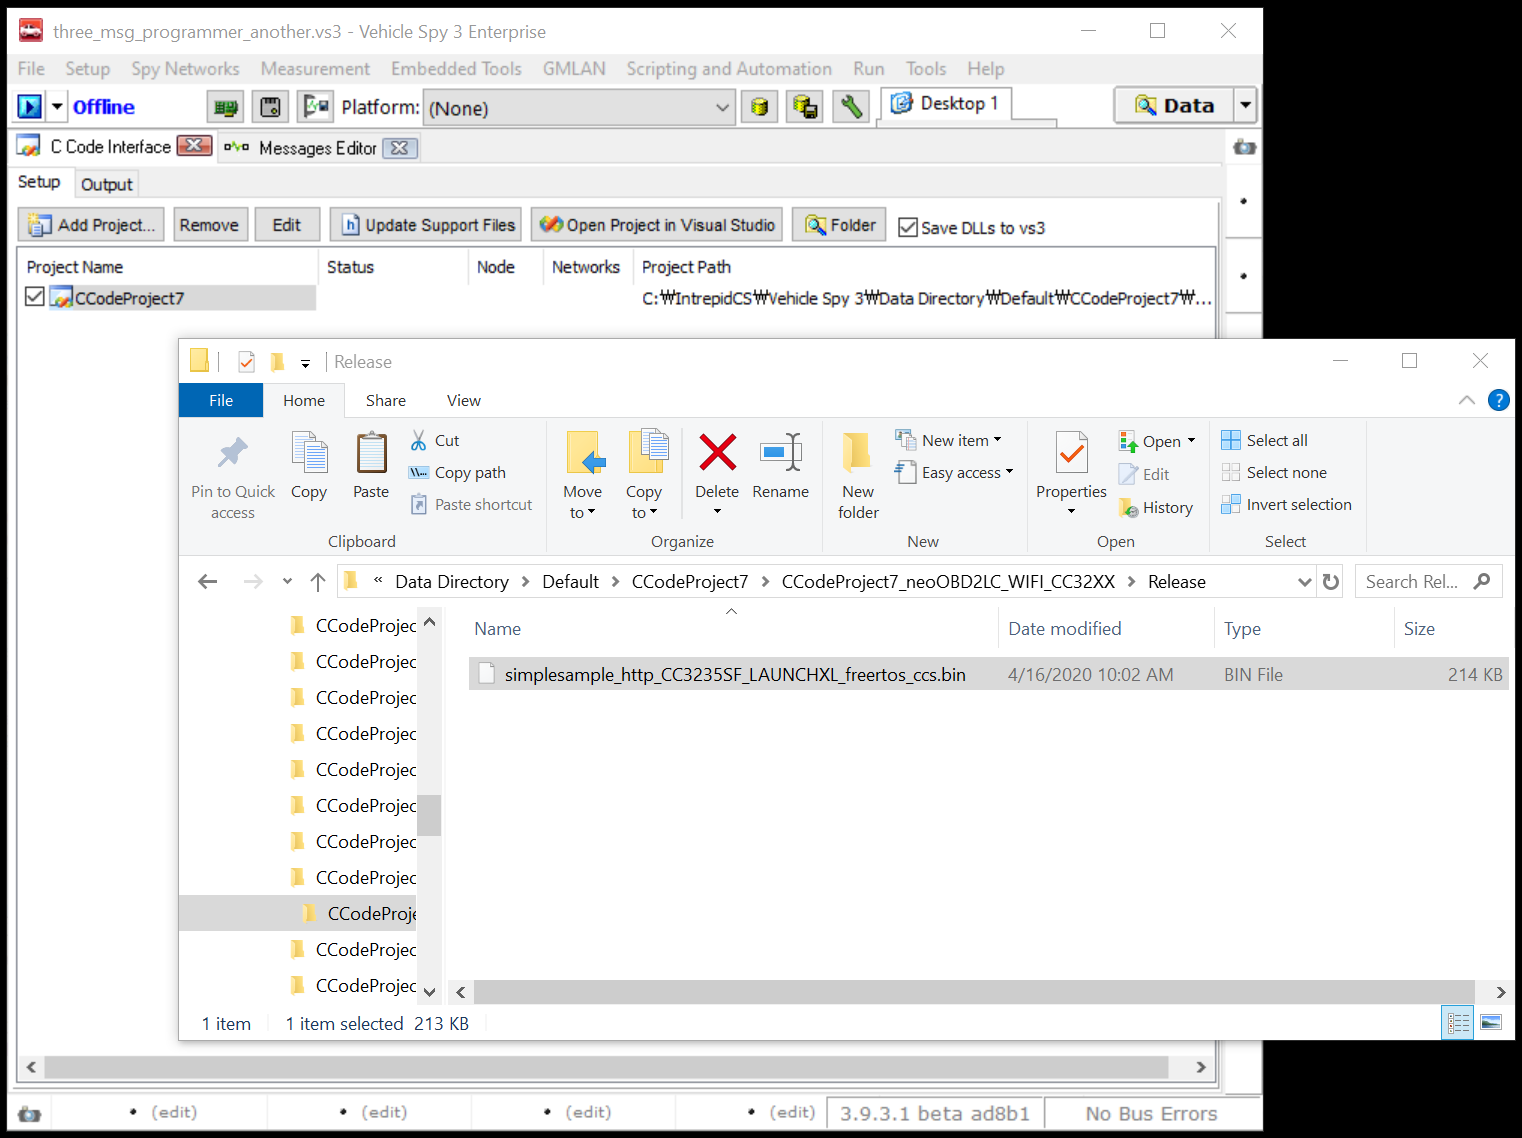 three_msg_programmer_another.vs3 - Vehicle Spy 3 Enterprise
File Setup Spy Networks Measurement Embedded Tools GMLAN Scripting and Automation Run Tools Help
Offline Platform: (None) Desktop 1 Data
C Code Interface Messages Editor
Setup Output
Add Project... Remove Edit Update Support Files Open Project in Visual Studio Folder Save DLLs to vs3
Project Name Status Node Networks Project Path
CCodeProject7 C:₩IntrepidCS₩Vehicle Spy 3₩Data Directory₩Default₩CCodeProject7₩...
Release
File Home Share View
Pin to Quick access
Copy
Paste
Cut
Copy path
Paste shortcut
Clipboard
Move to
Copy to
Delete
Rename
Organize
New folder
New item
Easy access
New
Properties
Open
Edit
History
Open
Select all
Select none
Invert selection
Select
« Data Directory > Default > CCodeProject7 > CCodeProject7_neoOBD2LC_WIFI_CC32XX > Release
Search Rel...
CCodeProjec
CCodeProjec
CCodeProjec
CCodeProjec
CCodeProjec
CCodeProjec
CCodeProjec
CCodeProjec
CCodeProje
CCodeProjec
CCodeProjec
Name Date modified Type Size
simplesample_http_CC3235SF_LAUNCHXL_freertos_ccs.bin 4/16/2020 10:02 AM BIN File 214 KB
1 item 1 item selected 213 KB
(edit) (edit) (edit) (edit) 3.9.3.1 beta ad8b1 No Bus Errors